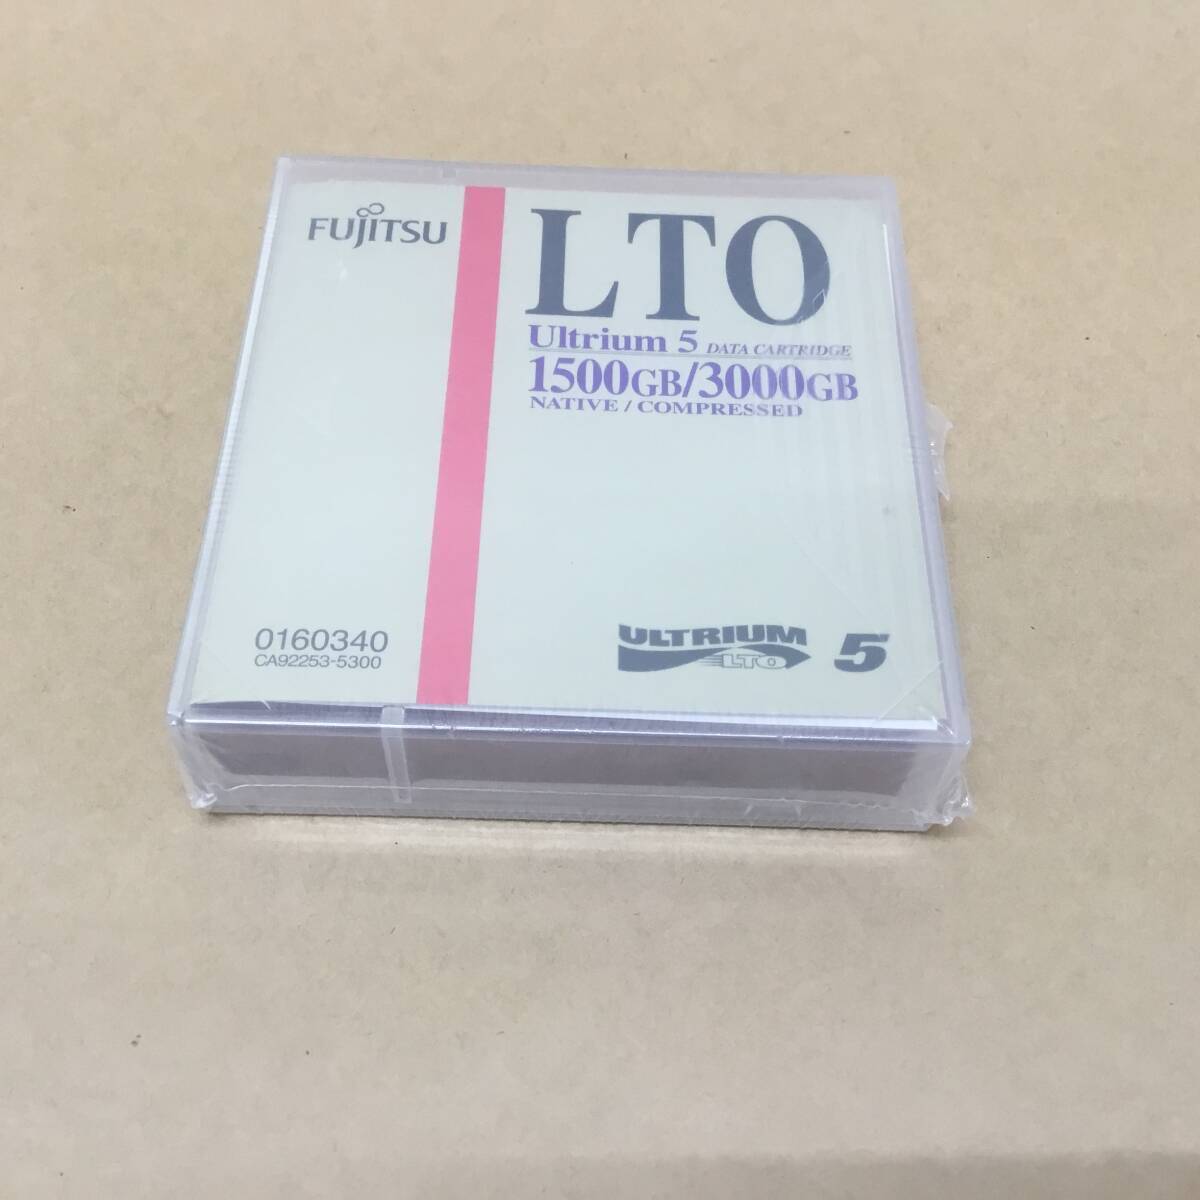 FUJITSU
LTO
Ultrium 5 DATA CARTRIDGE
1500GB/3000GB
NATIVE / COMPRESSED
0160340
CA92253-5300
ULTRIUM
LTO
5